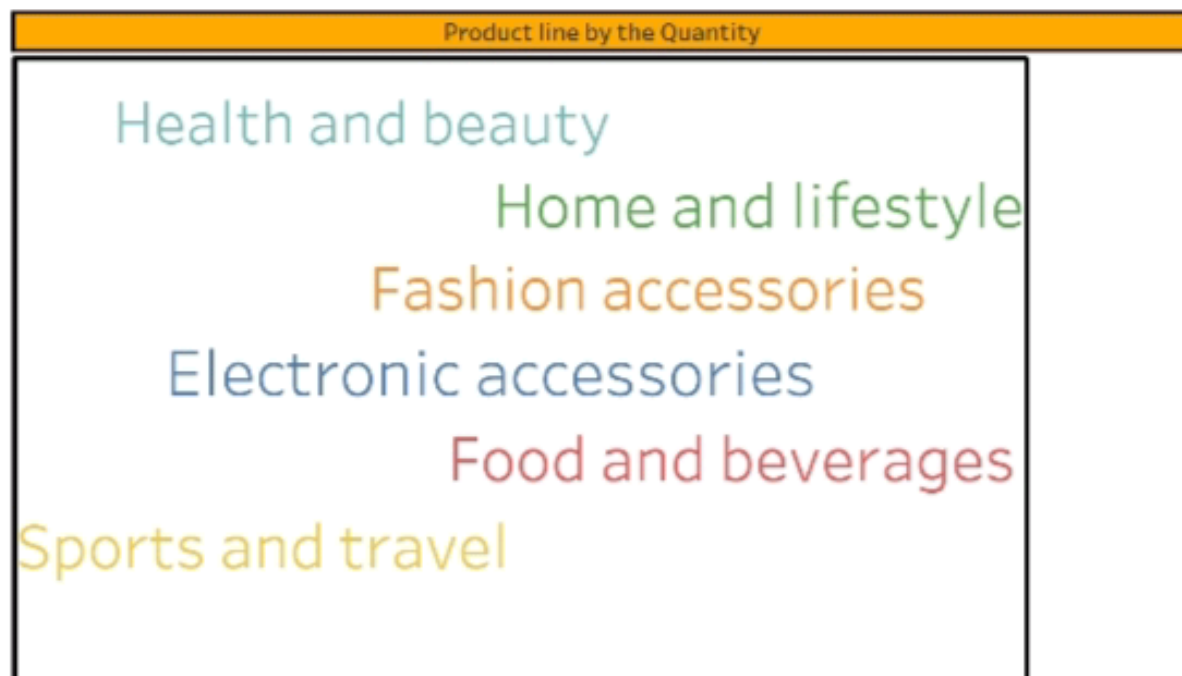 Product line by the Quantity
Health and beauty
Home and lifestyle
Fashion accessories
Electronic accessories
Food and beverages
Sports and travel